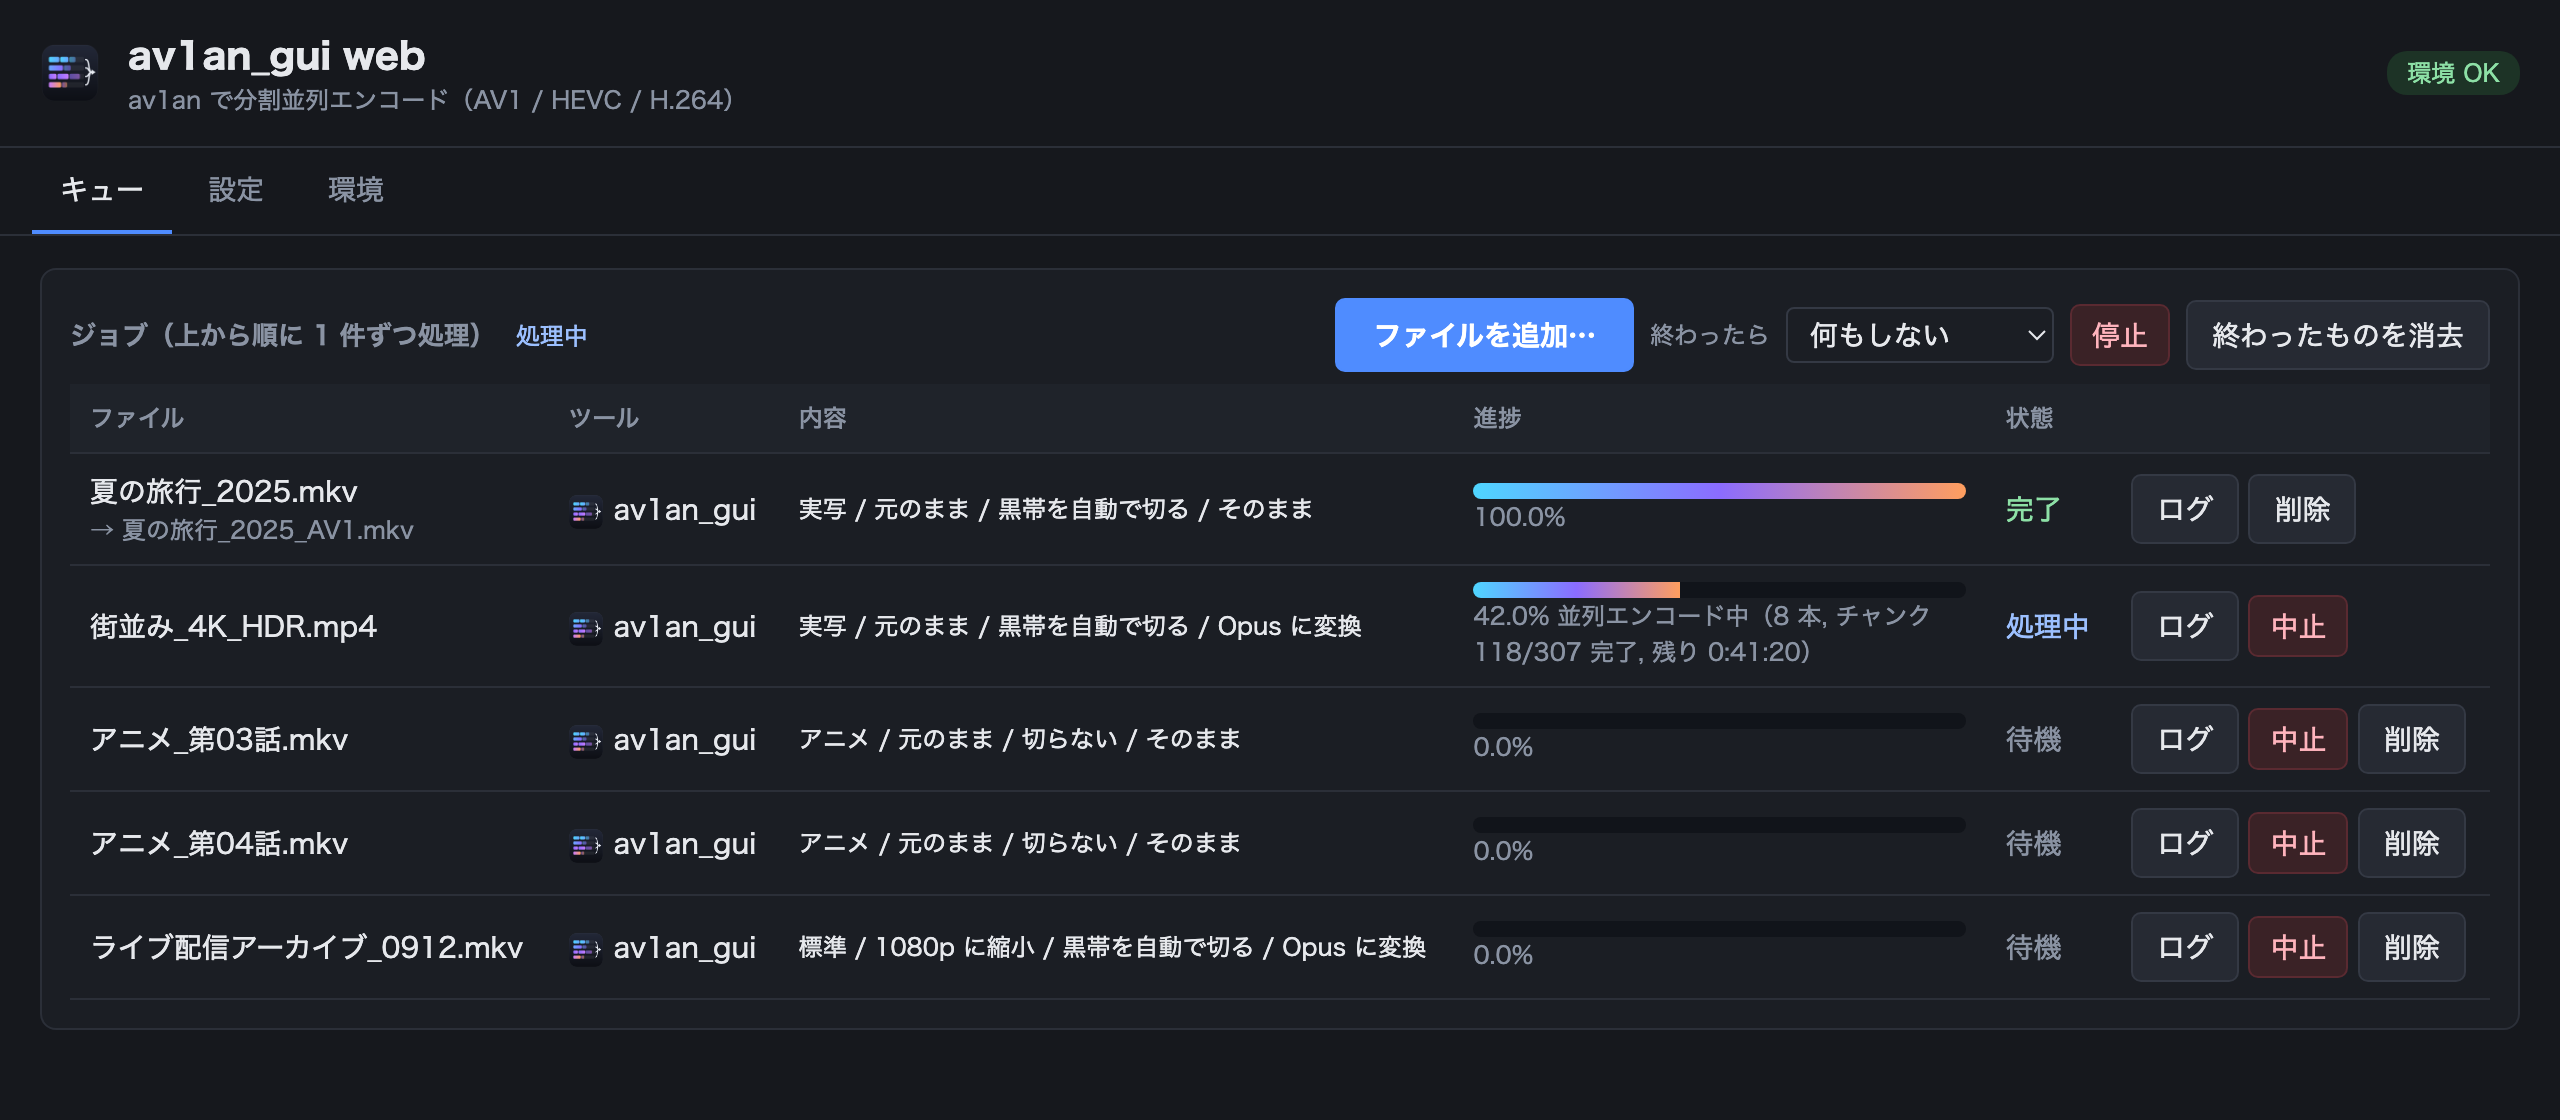 av1an_gui web
av1an で分割並列エンコード（AV1 / HEVC / H.264）
環境 OK
キュー 設定 環境
ジョブ（上から順に 1 件ずつ処理） 処理中 ファイルを追加… 終わったら 何もしない 停止 終わったものを消去
ファイル ツール 内容 進捗 状態
夏の旅行_2025.mkv
→ 夏の旅行_2025_AV1.mkv
av1an_gui 実写 / 元のまま / 黒帯を自動で切る / そのまま
100.0%
完了 ログ 削除
街並み_4K_HDR.mp4 av1an_gui 実写 / 元のまま / 黒帯を自動で切る / Opus に変換
42.0% 並列エンコード中（8 本, チャンク
118/307 完了, 残り 0:41:20）
処理中 ログ 中止
アニメ_第03話.mkv av1an_gui アニメ / 元のまま / 切らない / そのまま
0.0%
待機 ログ 中止 削除
アニメ_第04話.mkv av1an_gui アニメ / 元のまま / 切らない / そのまま
0.0%
待機 ログ 中止 削除
ライブ配信アーカイブ_0912.mkv av1an_gui 標準 / 1080p に縮小 / 黒帯を自動で切る / Opus に変換
0.0%
待機 ログ 中止 削除